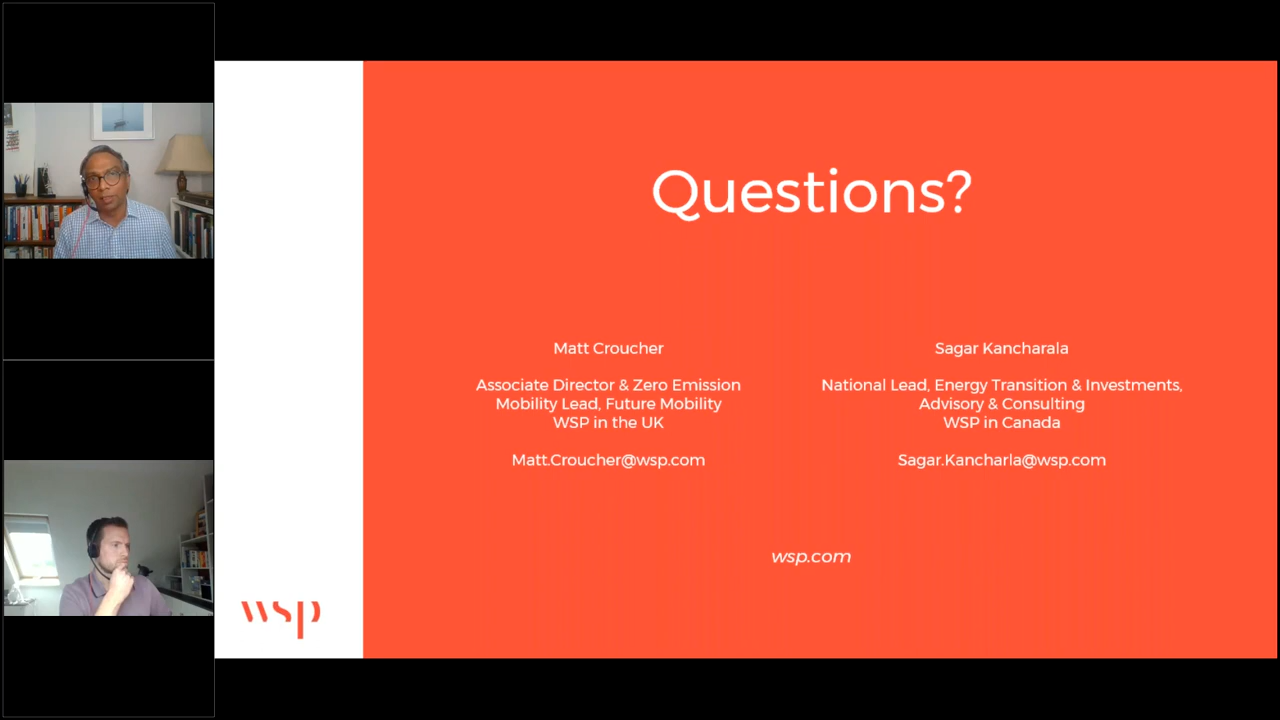 Questions?
Matt Croucher
Associate Director & Zero Emission
Mobility Lead, Future Mobility
WSP in the UK
Matt.Croucher@wsp.com
Sagar Kancharala
National Lead, Energy Transition & Investments,
Advisory & Consulting
WSP in Canada
Sagar.Kancharla@wsp.com
wsp.com
wsp